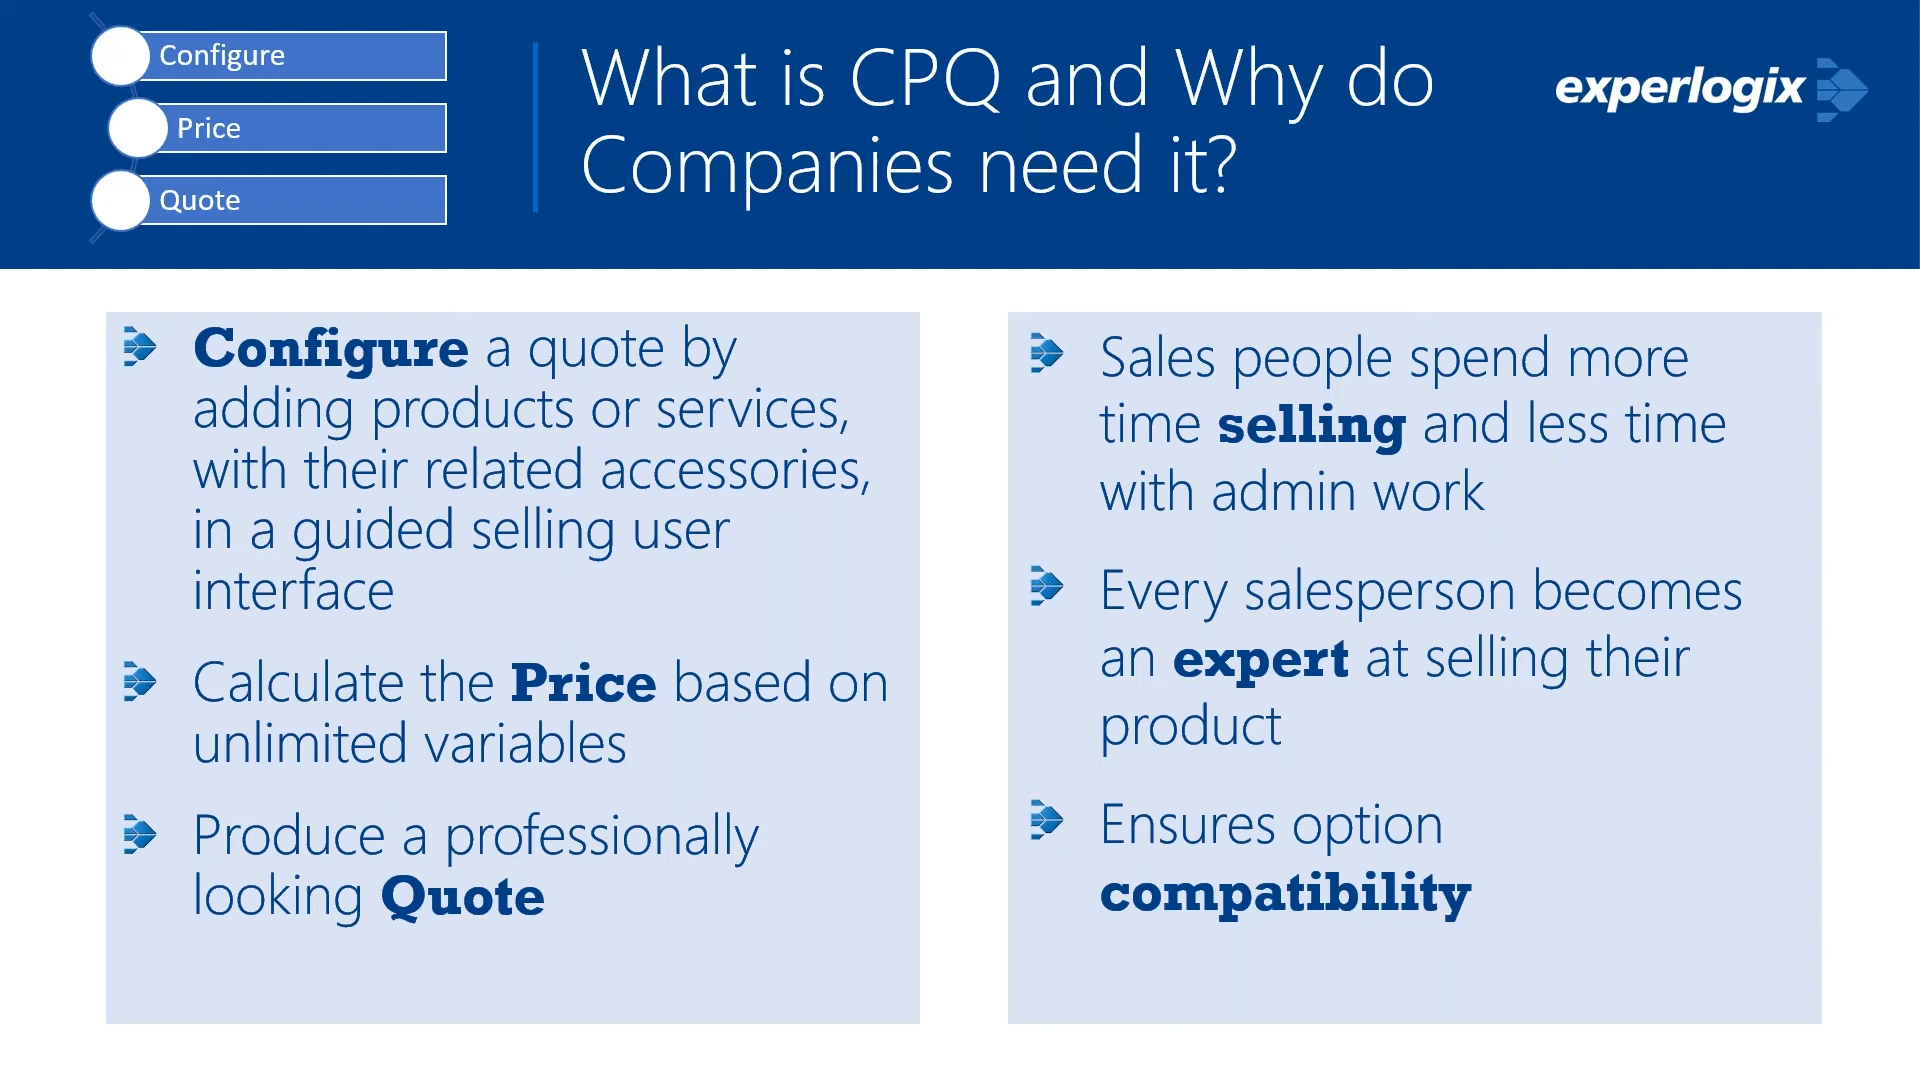 Configure
Price
Quote
What is CPQ and Why do
Companies need it?
experlogix
Configure a quote by
adding products or services,
with their related accessories,
in a guided selling user
interface
Calculate the Price based on
unlimited variables
Produce a professionally
looking Quote
Sales people spend more
time selling and less time
with admin work
Every salesperson becomes
an expert at selling their
product
Ensures option
compatibility